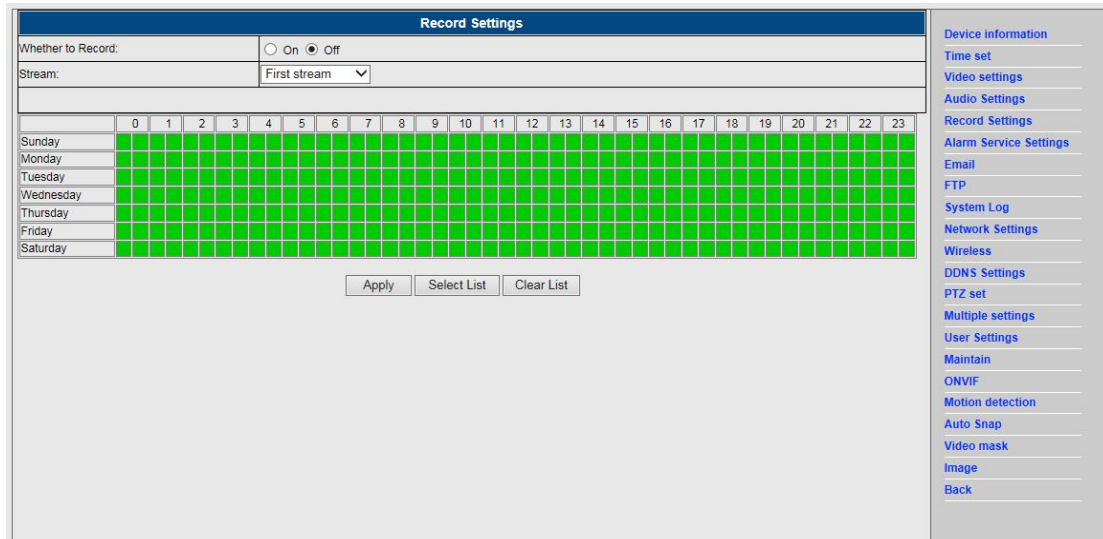 Record Settings
Whether to Record: On Off
Stream: First stream
0 1 2 3 4 5 6 7 8 9 10 11 12 13 14 15 16 17 18 19 20 21 22 23
Sunday
Monday
Tuesday
Wednesday
Thursday
Friday
Saturday
Apply Select List Clear List
Device information
Time set
Video settings
Audio Settings
Record Settings
Alarm Service Settings
Email
FTP
System Log
Network Settings
Wireless
DDNS Settings
PTZ set
Multiple settings
User Settings
Maintain
ONVIF
Motion detection
Auto Snap
Video mask
Image
Back